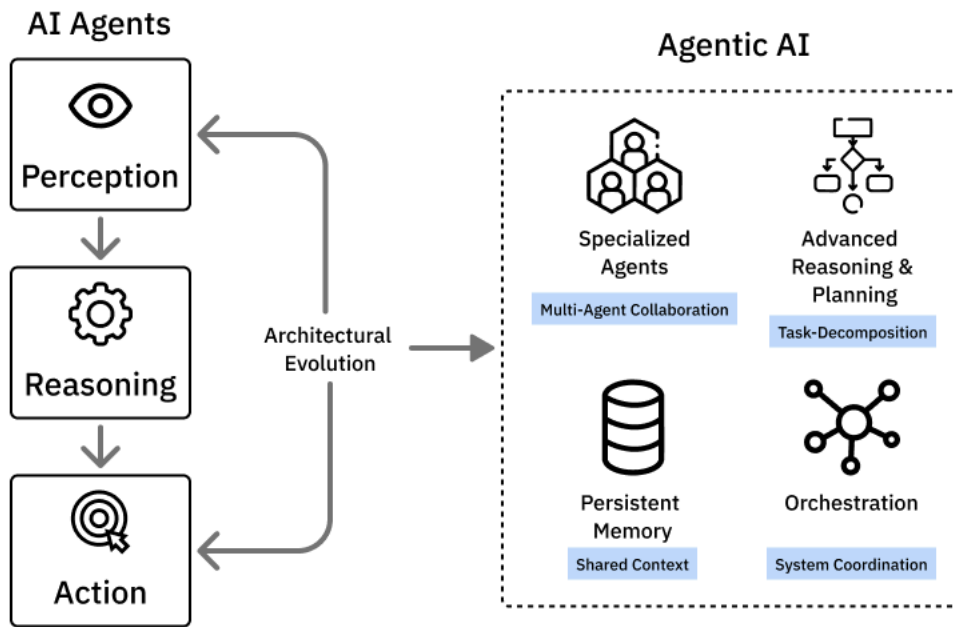 AI Agents
Perception
Reasoning
Action
Architectural
Evolution
Agentic AI
Specialized
Agents
Multi-Agent Collaboration
Advanced
Reasoning &
Planning
Task-Decomposition
Persistent
Memory
Shared Context
Orchestration
System Coordination